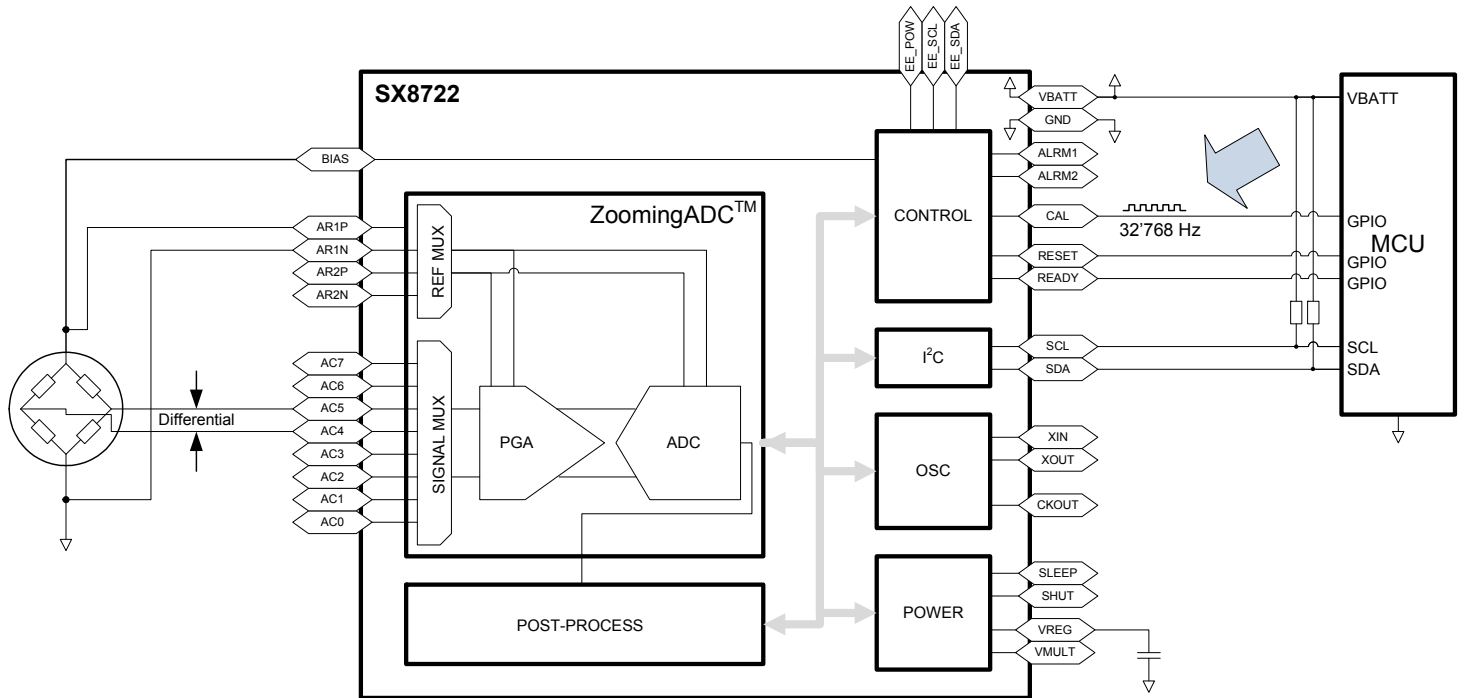 EE_POW
EE_SCL
EE_SDA
SX8722
VBATT
GND
ALRM1
ALRM2
CAL
RESET
READY
32'768 Hz
VBATT
GPIO
MCU
GPIO
GPIO
SCL
SDA
BIAS
ZoomingADC™
CONTROL
AR1P
AR1N
AR2P
AR2N
REF MUX
AC7
AC6
AC5
AC4
AC3
AC2
AC1
AC0
Differential
SIGNAL MUX
PGA
ADC
I²C
SCL
SDA
OSC
XIN
XOUT
CKOUT
POST-PROCESS
POWER
SLEEP
SHUT
VREG
VMULT